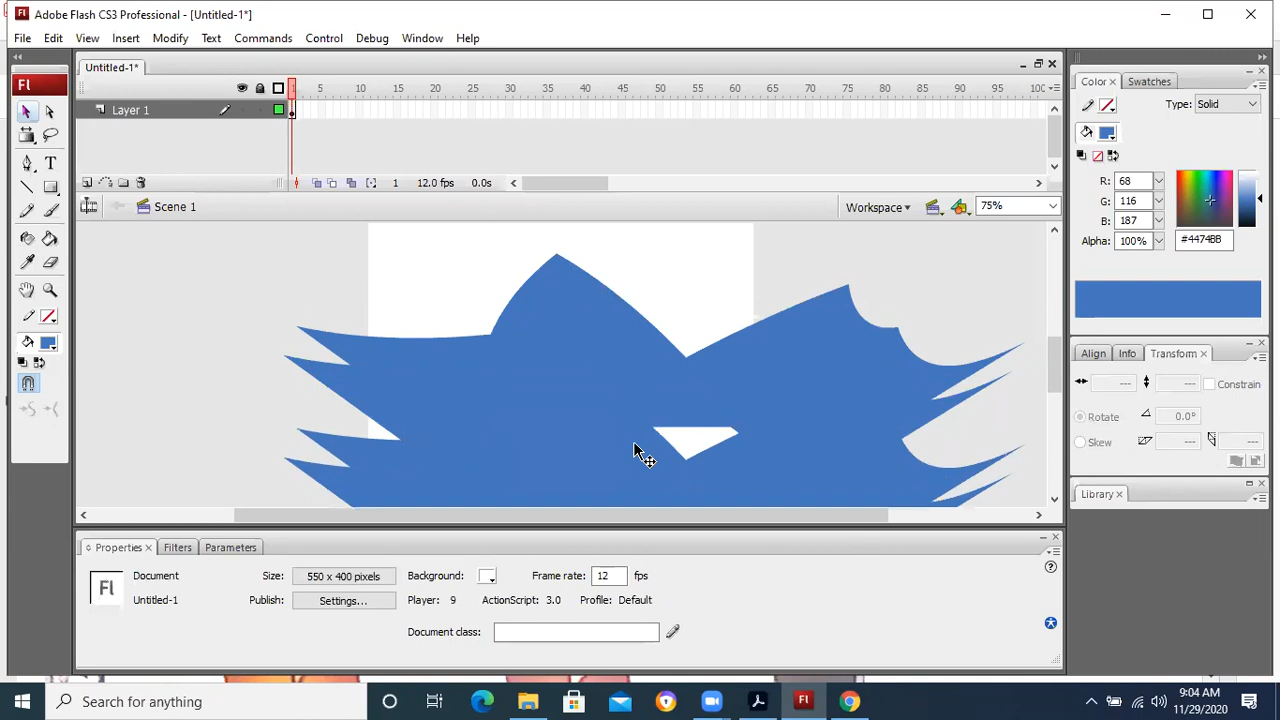 Adobe Flash CS3 Professional - [Untitled-1*]
File Edit View Insert Modify Text Commands Control Debug Window Help
Untitled-1*
Fl
1 5 10 15 20 25 30 35 40 45 50 55 60 65 70 75 80 85 90 95 100
Layer 1
1 12.0 fps 0.0s
Scene 1 Workspace 75%
Color Swatches
Type: Solid
R: 68
G: 116
B: 187
Alpha: 100% #4474BB
Align Info Transform
--- --- Constrain
Rotate 0.0°
Skew --- ---
Library
Properties Filters Parameters
Fl
Document Size: 550 x 400 pixels Background: Frame rate: 12 fps
Untitled-1 Publish: Settings... Player: 9 ActionScript: 3.0 Profile: Default
Document class:
Search for anything
Fl
9:04 AM
11/29/2020